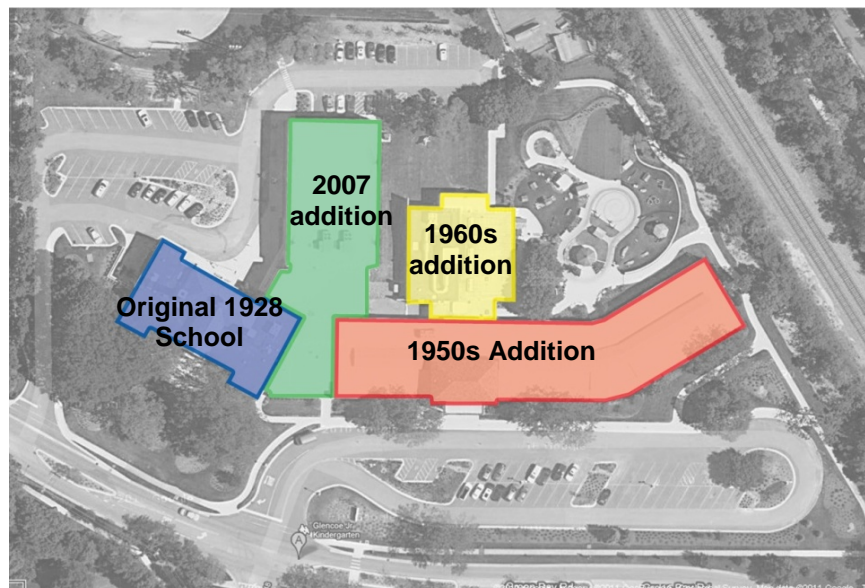 2007
addition
1960s
addition
Original 1928
School
1950s Addition
Glencoe Jr
Kindergarten
A